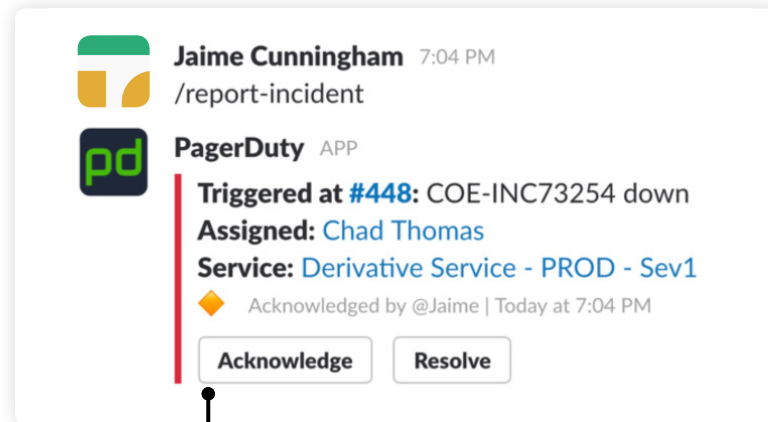 Jaime Cunningham 7:04 PM
/report-incident
pd
PagerDuty APP
Triggered at #448: COE-INC73254 down
Assigned: Chad Thomas
Service: Derivative Service - PROD - Sev1
Acknowledged by @Jaime | Today at 7:04 PM
Acknowledge Resolve